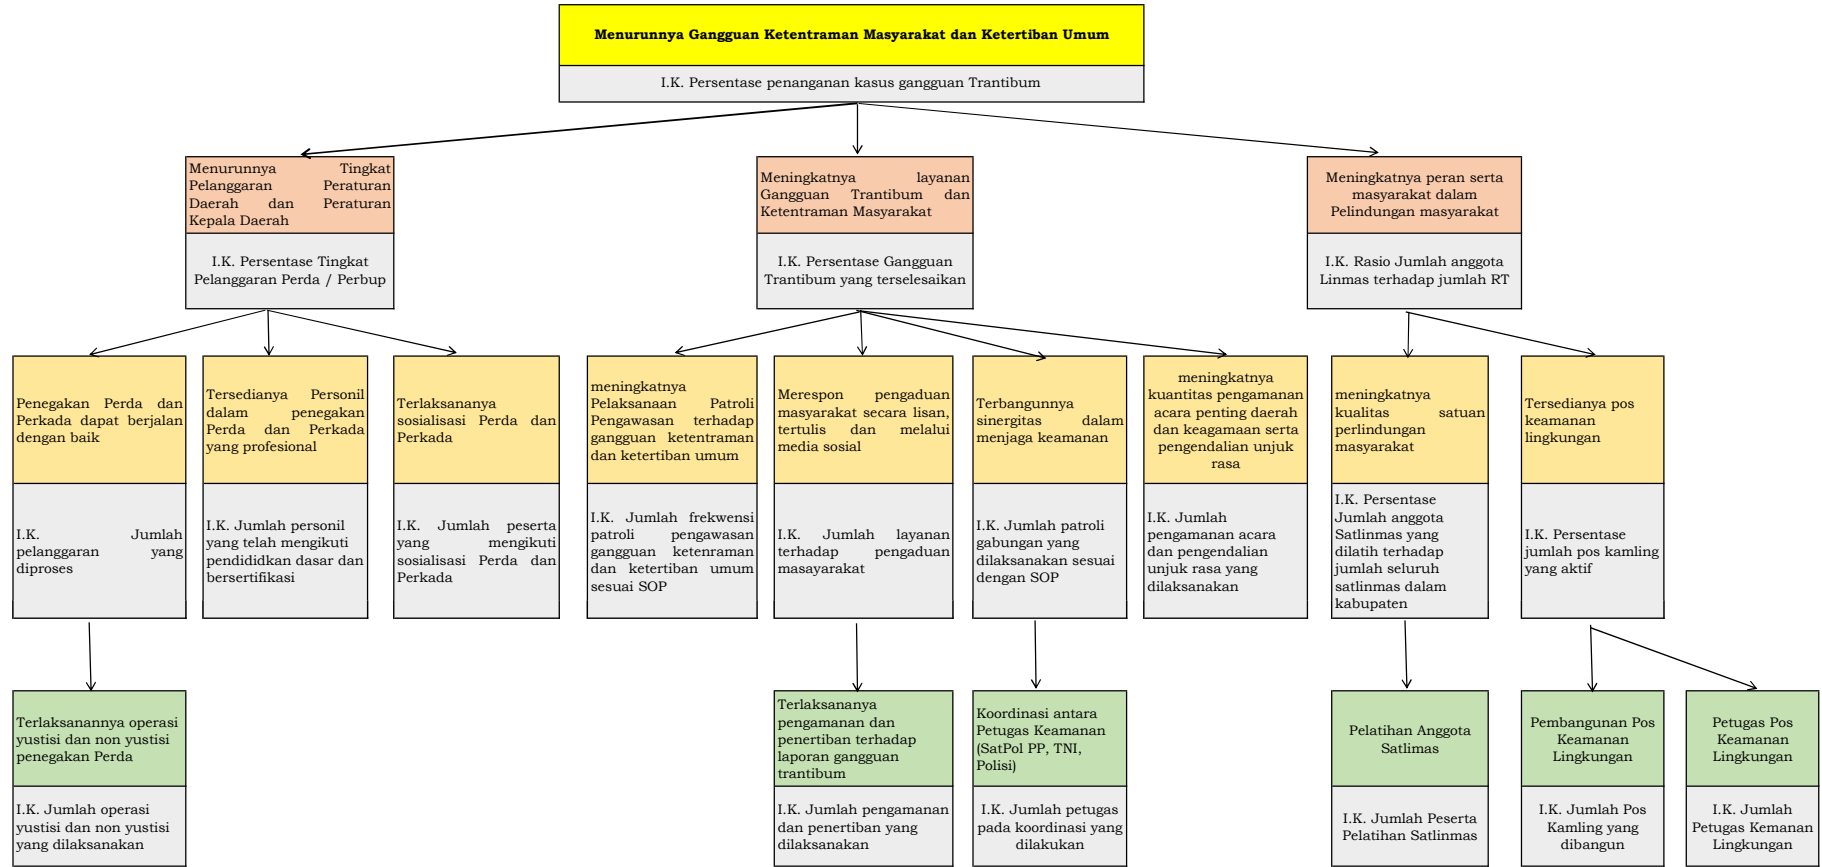 Menurunnya Gangguan Ketentraman Masyarakat dan Ketertiban Umum
I.K. Persentase penanganan kasus gangguan Trantibum
Menurunnya Tingkat
Pelanggaran Peraturan
Daerah dan Peraturan
Kepala Daerah
I.K. Persentase Tingkat
Pelanggaran Perda / Perbup
Meningkatnya layanan
Gangguan Trantibum dan
Ketentraman Masyarakat
I.K. Persentase Gangguan
Trantibum yang terselesaikan
Meningkatnya peran serta
masyarakat dalam
Pelindungan masyarakat
I.K. Rasio Jumlah anggota
Linmas terhadap jumlah RT
Penegakan Perda dan
Perkada dapat berjalan
dengan baik
I.K. Jumlah
pelanggaran yang
diproses
Tersedianya Personil
dalam penegakan
Perda dan Perkada
yang profesional
I.K. Jumlah personil
yang telah mengikuti
pendididkan dasar dan
bersertifikasi
Terlaksananya
sosialisasi Perda dan
Perkada
I.K. Jumlah peserta
yang mengikuti
sosialisasi Perda dan
Perkada
meningkatnya
Pelaksanaan Patroli
Pengawasan terhadap
gangguan ketentraman
dan ketertiban umum
I.K. Jumlah frekwensi
patroli pengawasan
gangguan ketenraman
dan ketertiban umum
sesuai SOP
Merespon pengaduan
masyarakat secara lisan,
tertulis dan melalui
media sosial
I.K. Jumlah layanan
terhadap pengaduan
masayarakat
Terbangunnya
sinergitas dalam
menjaga keamanan
I.K. Jumlah patroli
gabungan yang
dilaksanakan sesuai
dengan SOP
meningkatnya
kuantitas pengamanan
acara penting daerah
dan keagamaan serta
pengendalian unjuk
rasa
I.K. Jumlah
pengamanan acara
dan pengendalian
unjuk rasa yang
dilaksanakan
meningkatnya
kualitas satuan
perlindungan
masyarakat
I.K. Persentase
Jumlah anggota
Satlinmas yang
dilatih terhadap
jumlah seluruh
satlinmas dalam
kabupaten
Tersedianya pos
keamanan
lingkungan
I.K. Persentase
jumlah pos kamling
yang aktif
Terlaksanannya operasi
yustisi dan non yustisi
penegakan Perda
I.K. Jumlah operasi
yustisi dan non yustisi
yang dilaksanakan
Terlaksananya
pengamanan dan
penertiban terhadap
laporan gangguan
trantibum
I.K. Jumlah pengamanan
dan penertiban yang
dilaksanakan
Koordinasi antara
Petugas Keamanan
(SatPol PP, TNI,
Polisi)
I.K. Jumlah petugas
pada koordinasi yang
dilakukan
Pelatihan Anggota
Satlimas
I.K. Jumlah Peserta
Pelatihan Satlinmas
Pembangunan Pos
Keamanan
Lingkungan
I.K. Jumlah Pos
Kamling yang
dibangun
Petugas Pos
Keamanan
Lingkungan
I.K. Jumlah
Petugas Kemanan
Lingkungan